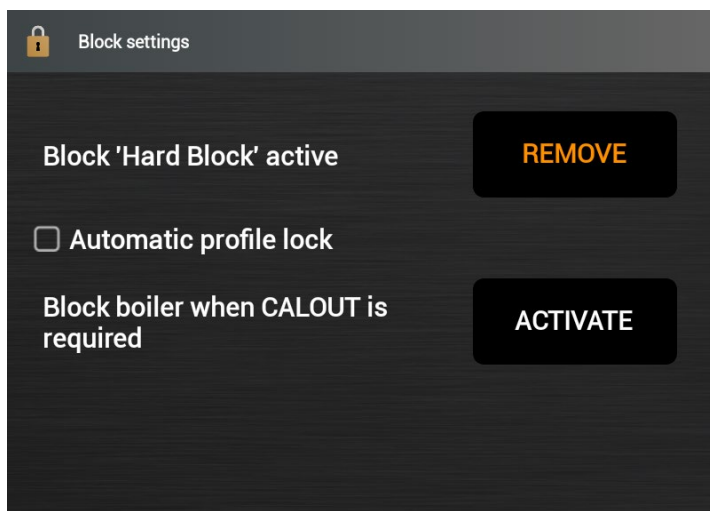 Block settings
Block 'Hard Block' active
REMOVE
Automatic profile lock
Block boiler when CALOUT is
required
ACTIVATE